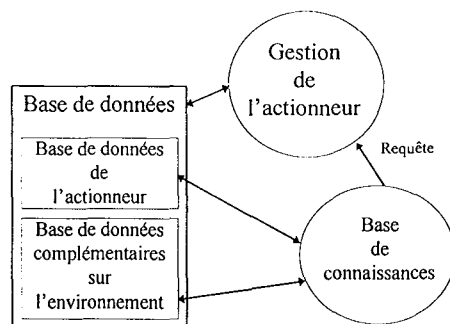 Gestion
de
l'actionneur
Base de données
Base de données
de
l'actionneur
Requête
Base de données
complémentaires
sur
l'environnement
Base
de
connaissances